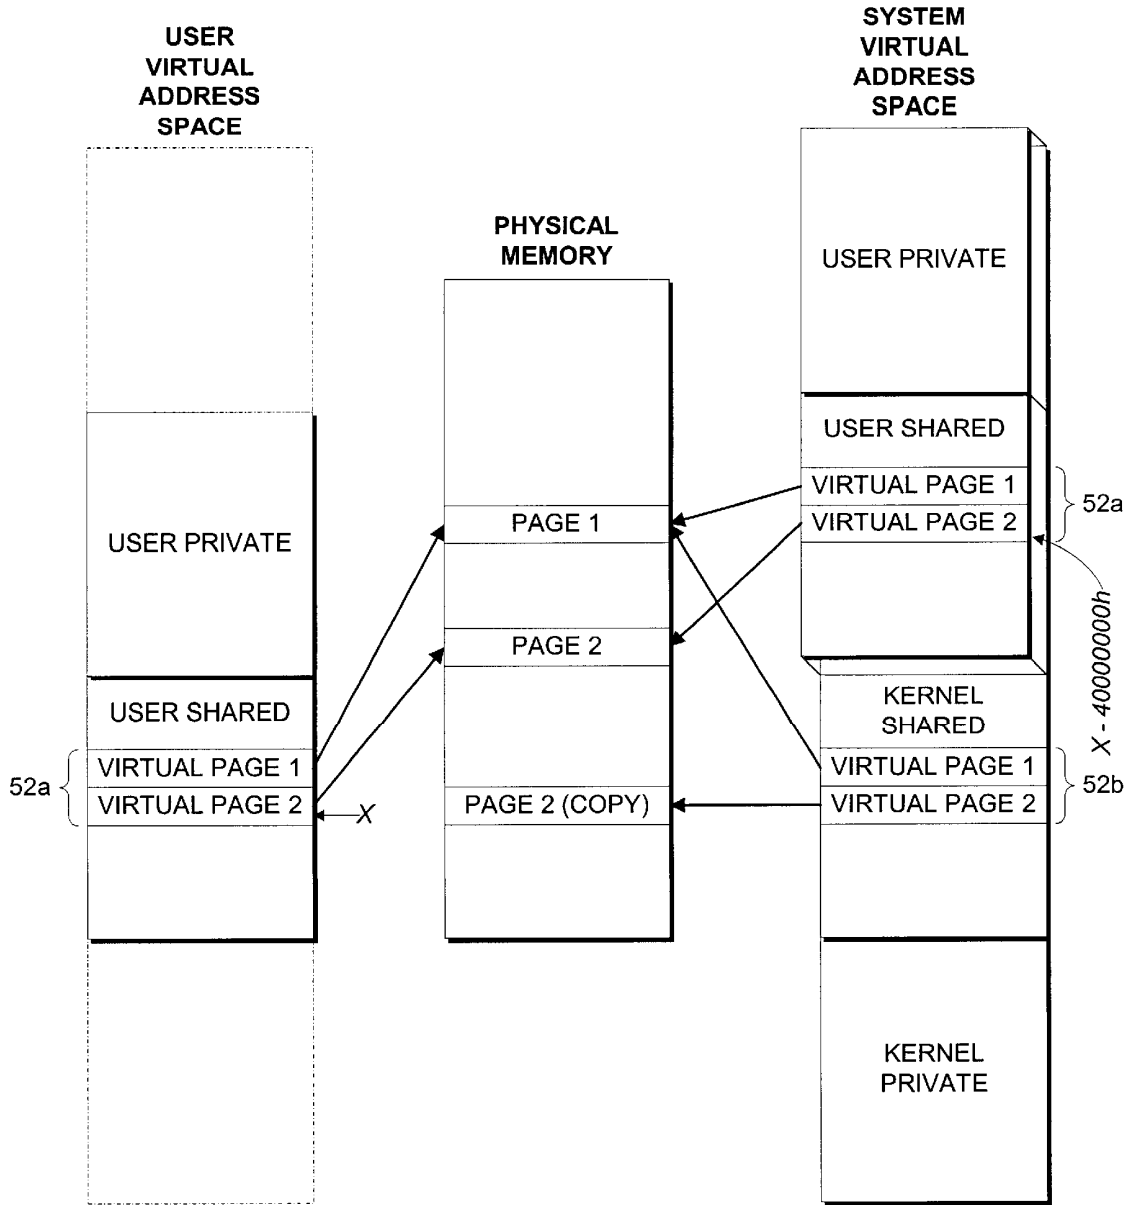 USER
VIRTUAL
ADDRESS
SPACE
USER PRIVATE
USER SHARED
VIRTUAL PAGE 1
VIRTUAL PAGE 2
52a
X
PHYSICAL
MEMORY
PAGE 1
PAGE 2
PAGE 2 (COPY)
SYSTEM
VIRTUAL
ADDRESS
SPACE
USER PRIVATE
USER SHARED
VIRTUAL PAGE 1
VIRTUAL PAGE 2
52a
X - 40000000h
KERNEL
SHARED
VIRTUAL PAGE 1
VIRTUAL PAGE 2
52b
KERNEL
PRIVATE